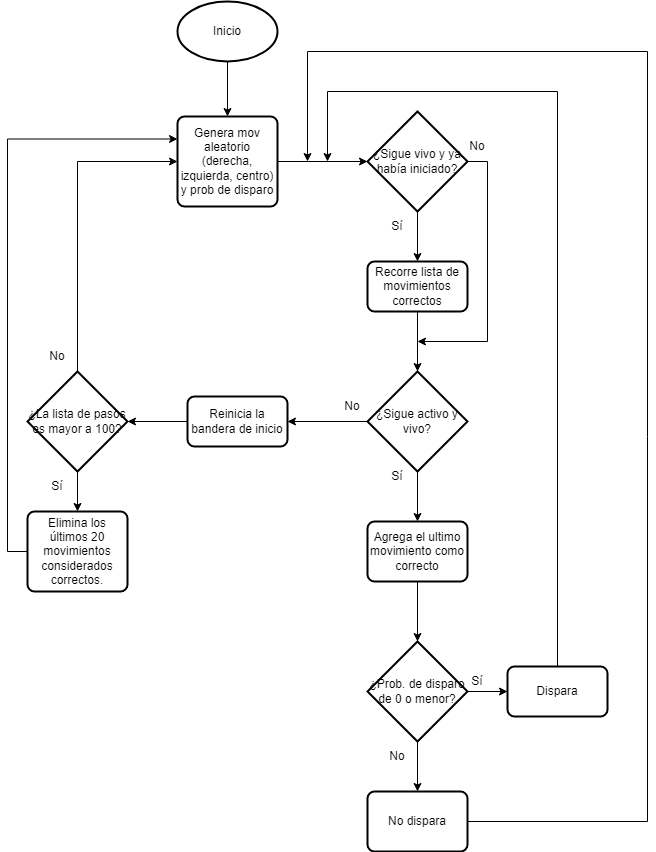 Inicio
Genera mov
aleatorio
(derecha,
izquierda, centro)
y prob de disparo
¿Sigue vivo y ya
había iniciado?
No
Sí
Recorre lista de
movimientos
correctos
No
¿La lista de pasos
es mayor a 100?
Reinicia la
bandera de inicio
No
¿Sigue activo y
vivo?
Sí
Sí
Elimina los
últimos 20
movimientos
considerados
correctos.
Agrega el ultimo
movimiento como
correcto
¿Prob. de disparo
de 0 o menor?
Sí
Dispara
No
No dispara